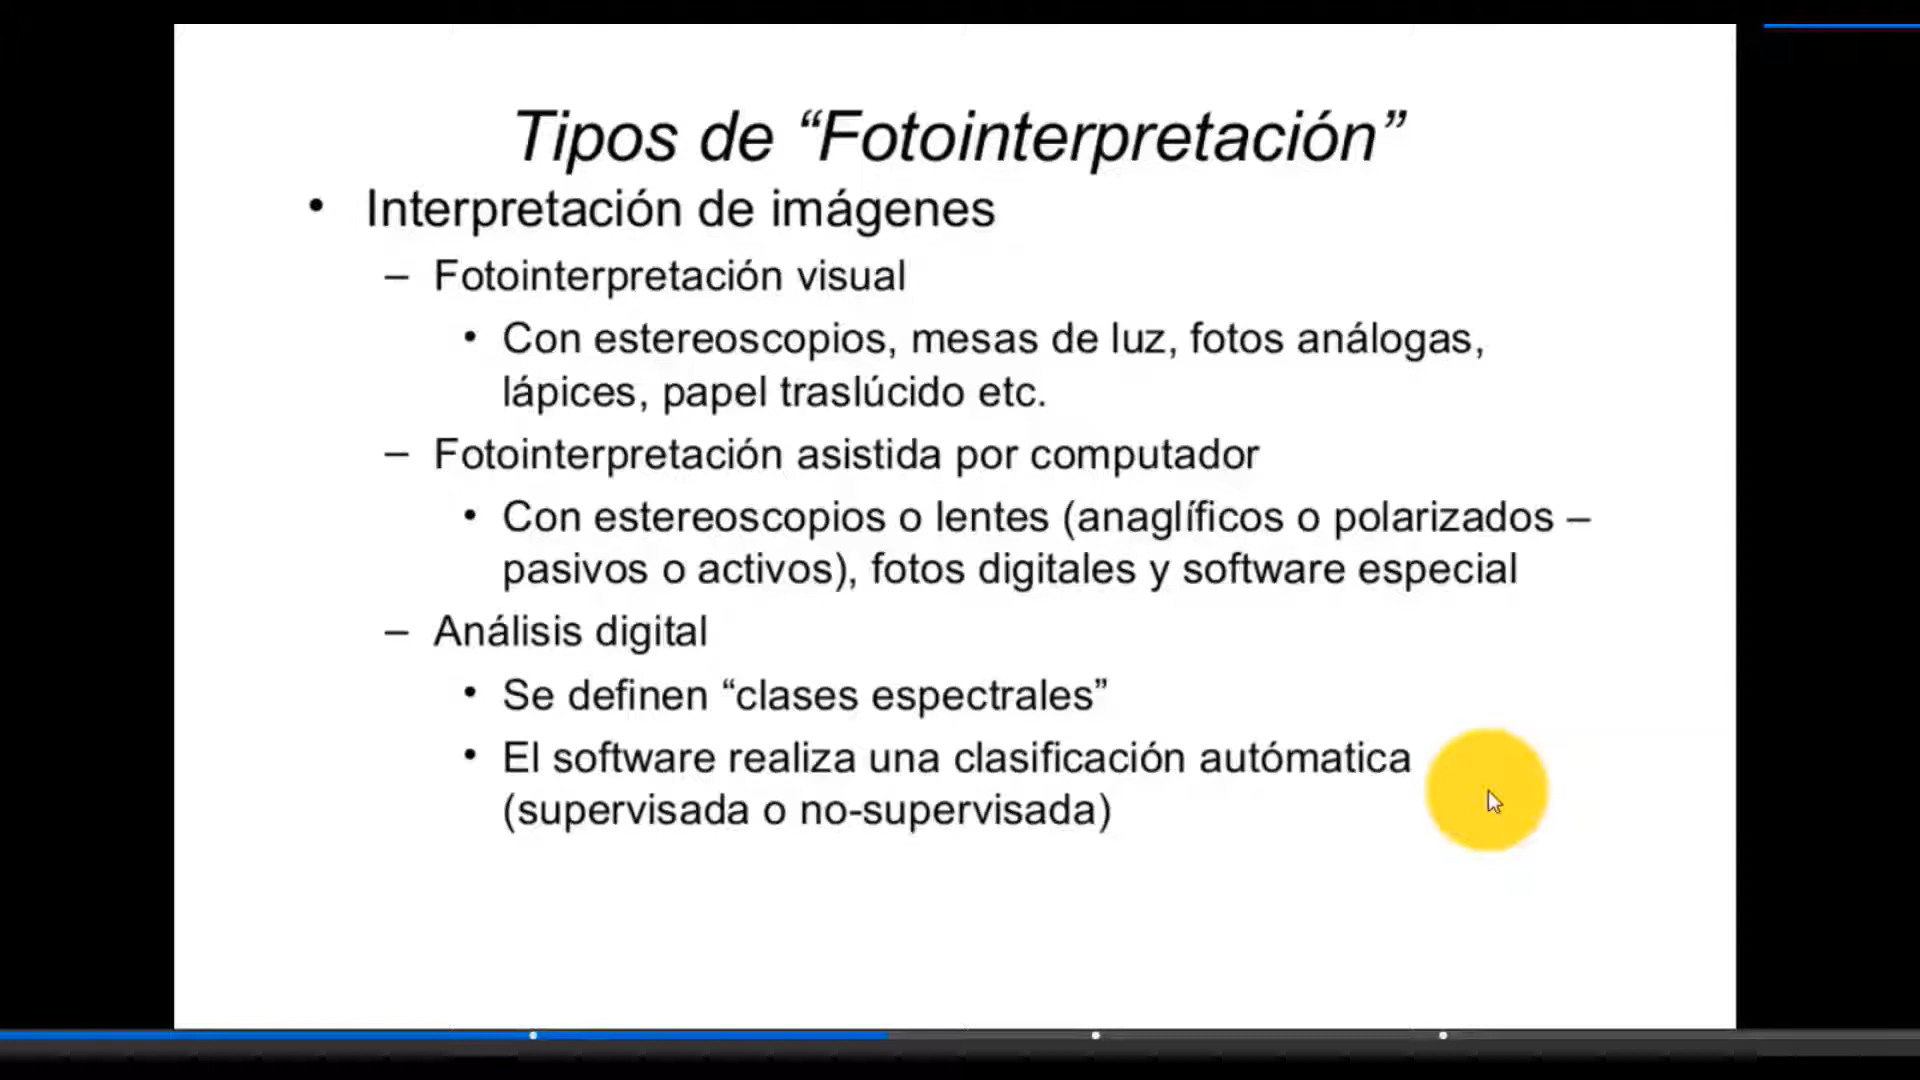 Tipos de “Fotointerpretación”
• Interpretación de imágenes
– Fotointerpretación visual
• Con estereoscopios, mesas de luz, fotos análogas,
lápices, papel traslúcido etc.
– Fotointerpretación asistida por computador
• Con estereoscopios o lentes (anaglíficos o polarizados –
pasivos o activos), fotos digitales y software especial
– Análisis digital
• Se definen “clases espectrales”
• El software realiza una clasificación autómatica
(supervisada o no-supervisada)